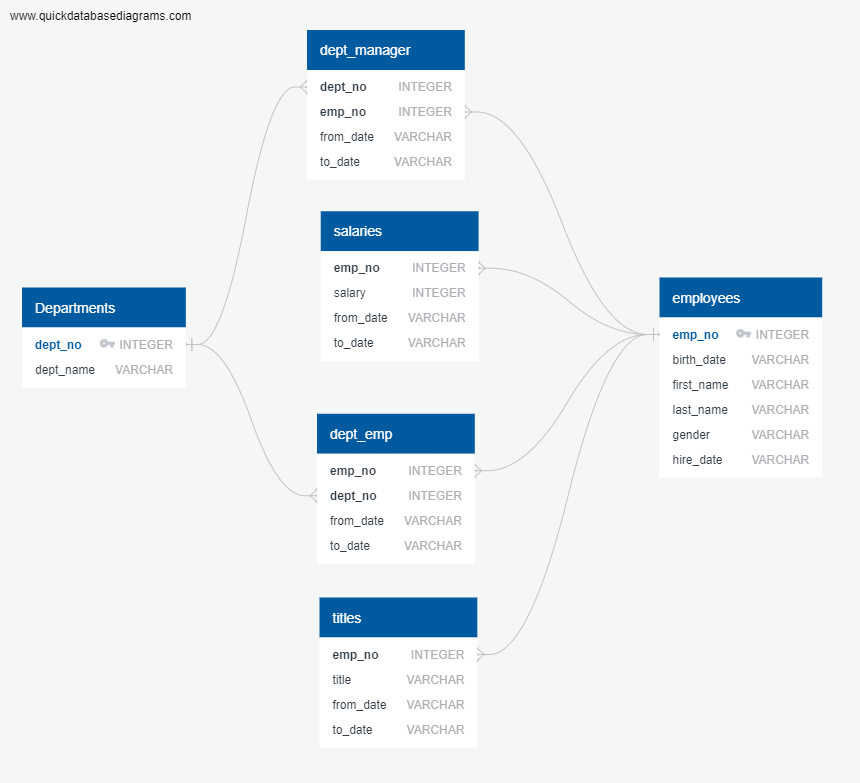 www.quickdatabasediagrams.com
dept_manager
dept_no INTEGER
emp_no INTEGER
from_date VARCHAR
to_date VARCHAR
salaries
emp_no INTEGER
salary INTEGER
from_date VARCHAR
to_date VARCHAR
Departments
dept_no INTEGER
dept_name VARCHAR
employees
emp_no INTEGER
birth_date VARCHAR
first_name VARCHAR
last_name VARCHAR
gender VARCHAR
hire_date VARCHAR
dept_emp
emp_no INTEGER
dept_no INTEGER
from_date VARCHAR
to_date VARCHAR
titles
emp_no INTEGER
title VARCHAR
from_date VARCHAR
to_date VARCHAR